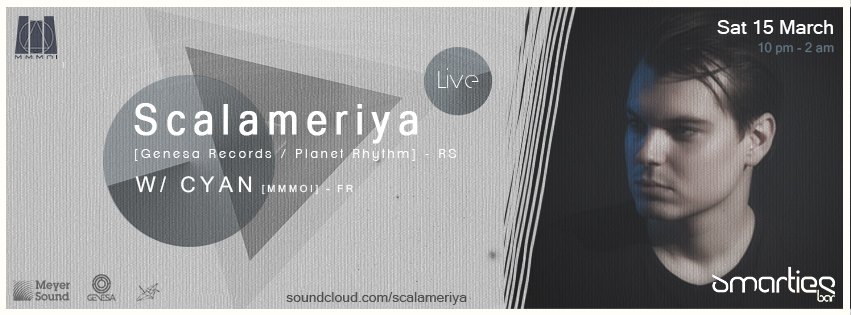 MMMOI
Sat 15 March
10 pm - 2 am
Live
Scalameriya
[Genesa Records / Planet Rhythm] - RS
W/ CYAN [MMMOI] - FR
Meyer
Sound
GENESA
soundcloud.com/scalameriya
smarties
bar